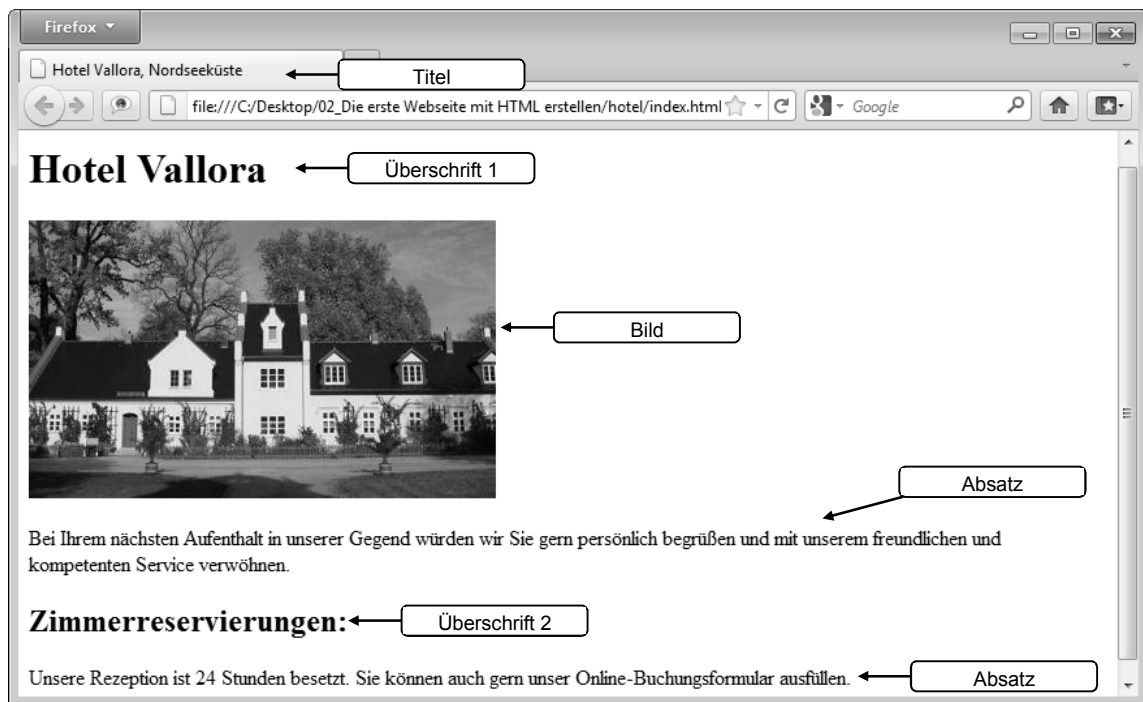 Firefox
Hotel Vallora, Nordseeküste
Titel
file:///C:/Desktop/02_Die erste Webseite mit HTML erstellen/hotel/index.html
Google
Hotel Vallora
Überschrift 1
Bild
Absatz
Bei Ihrem nächsten Aufenthalt in unserer Gegend würden wir Sie gern persönlich begrüßen und mit unserem freundlichen und
kompetenten Service verwöhnen.
Zimmerreservierungen:
Überschrift 2
Unsere Rezeption ist 24 Stunden besetzt. Sie können auch gern unser Online-Buchungsformular ausfüllen.
Absatz